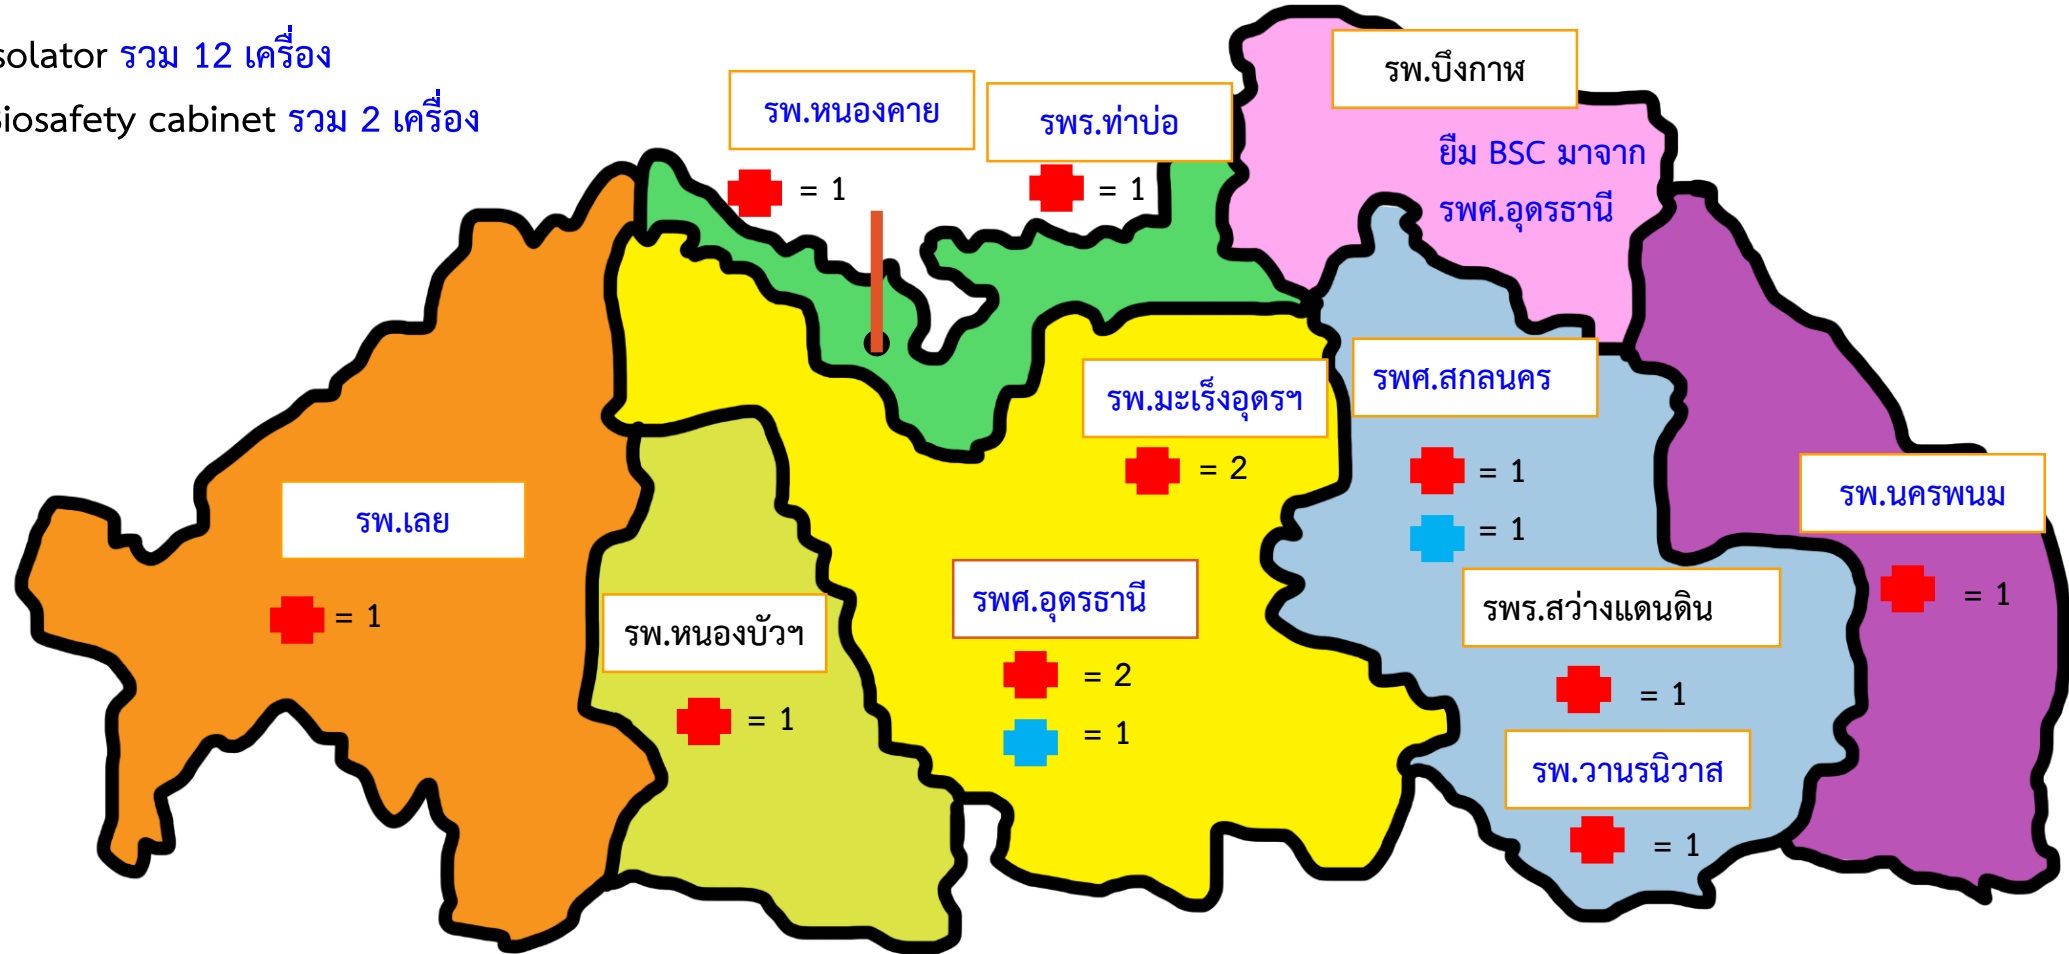 solator รวม 12 เครื่อง
Biosafety cabinet รวม 2 เครื่อง
รพ.หนองคาย
= 1
รพร.ท่าบ่อ
= 1
รพ.บึงกาฬ
ยืม BSC มาจาก
รพศ.อุดรธานี
รพ.มะเร็งอุดรฯ
= 2
รพศ.สกลนคร
= 1
= 1
รพ.นครพนม
= 1
รพ.เลย
= 1
รพ.หนองบัวฯ
= 1
รพศ.อุดรธานี
= 2
= 1
รพร.สว่างแดนดิน
= 1
รพ.วานรนิวาส
= 1